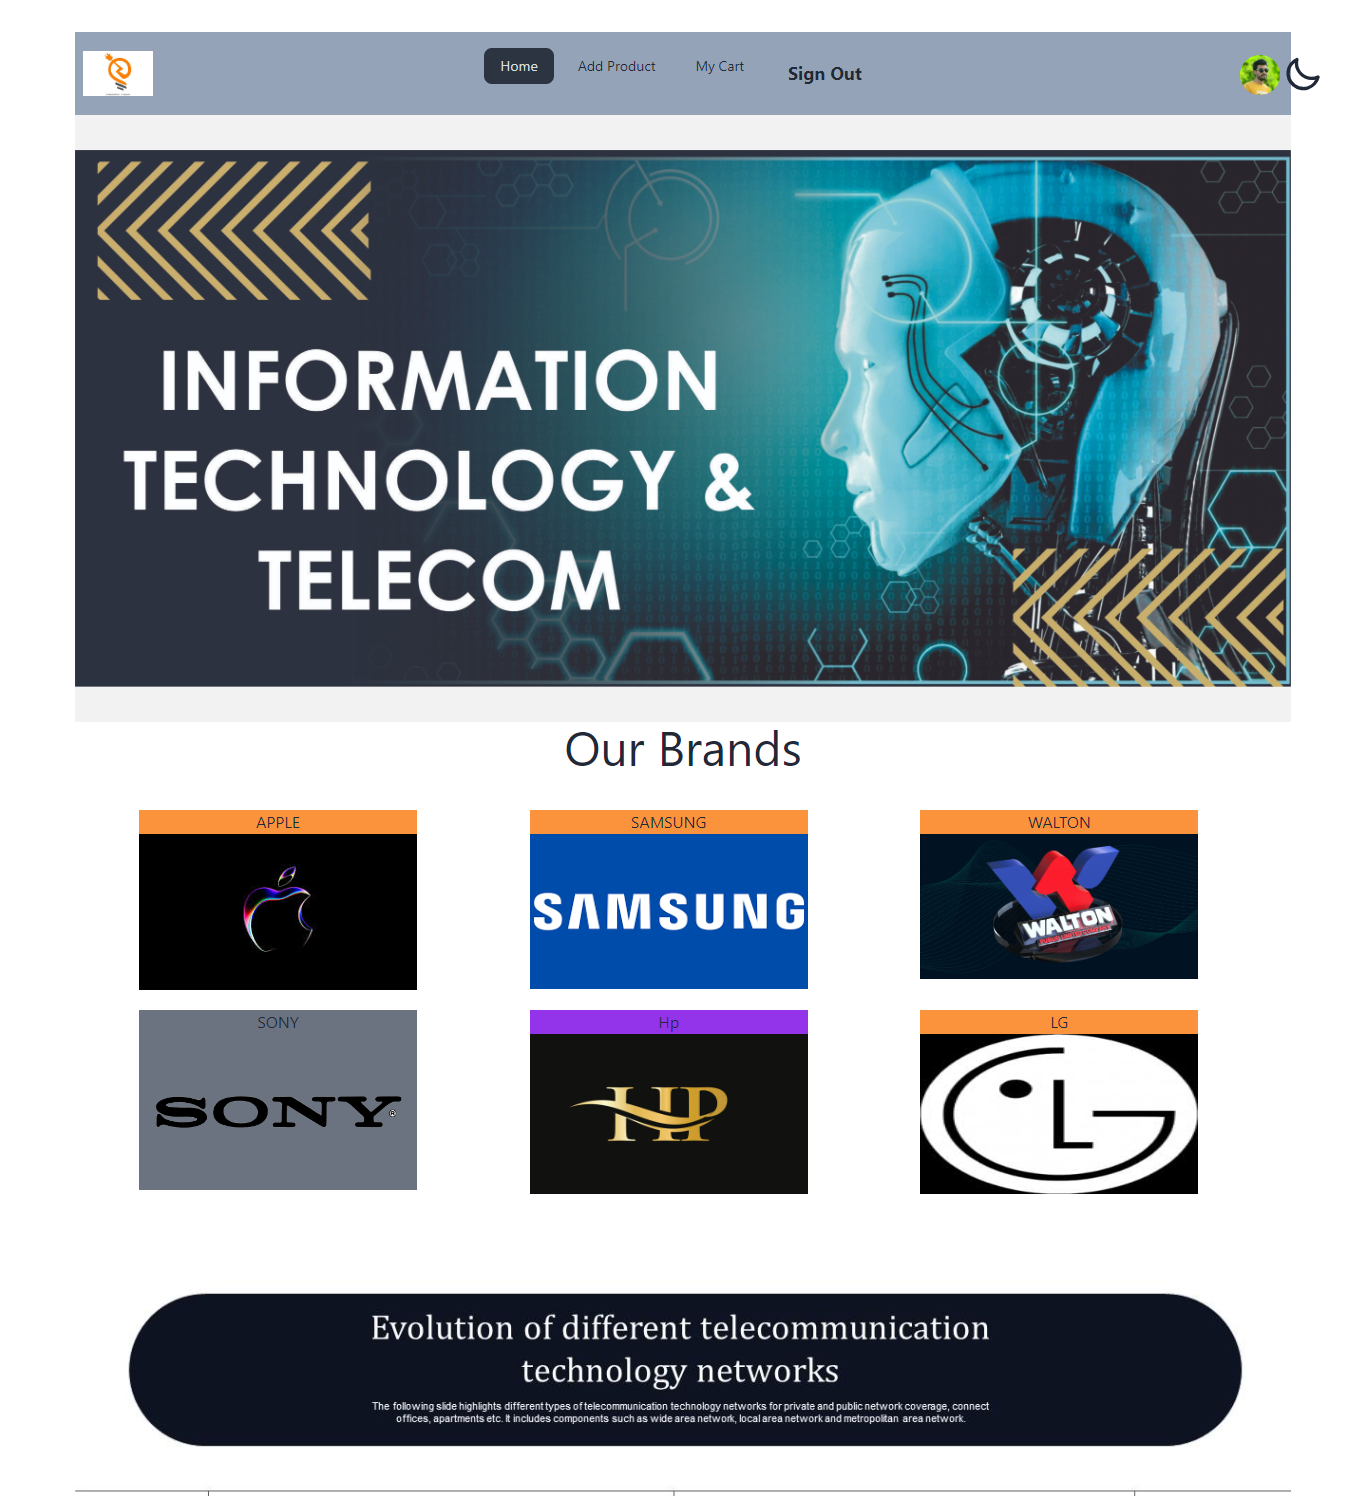 Home
Add Product
My Cart
Sign Out
INFORMATION
TECHNOLOGY &
TELECOM
Our Brands
APPLE
SAMSUNG
WALTON
SAMSUNG
WALTON
SONY
Hp
LG
SONY®
HP
LG
Evolution of different telecommunication
technology networks
The following slide highlights different types of telecommunication technology networks for private and public network coverage, connect
offices, apartments etc. It includes components such as wide area network, local area network and metropolitan area network.